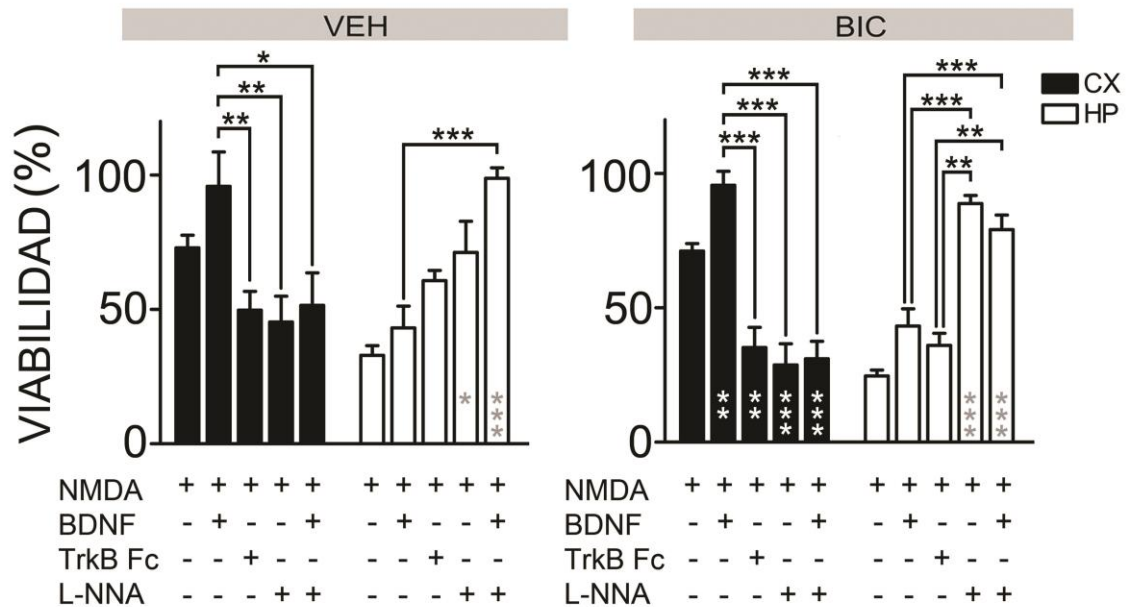 VEH
BIC
* ** ** ***
*** *** *** *** *** ** **
CX
HP
VIABILIDAD (%)
100
50
0
100
50
0
* *** ** ** *** *** *** ***
NMDA + + + + + + + + + +
BDNF - + - - + - + - - +
TrkB Fc - - + - - - - + - -
L-NNA - - - + + - - - + +
NMDA + + + + + + + + + +
BDNF - + - - + - + - - +
TrkB Fc - - + - - - - + - -
L-NNA - - - + + - - - + +